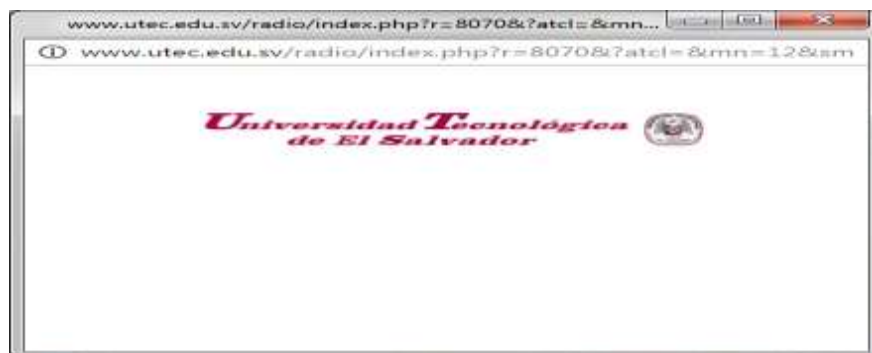 www.utec.edu.sv/radio/index.php?r=8070&?atcl=&mn...
www.utec.edu.sv/radio/index.php?r=8070&?atcl=&mn=12&sm
Universidad Tecnológica
de El Salvador